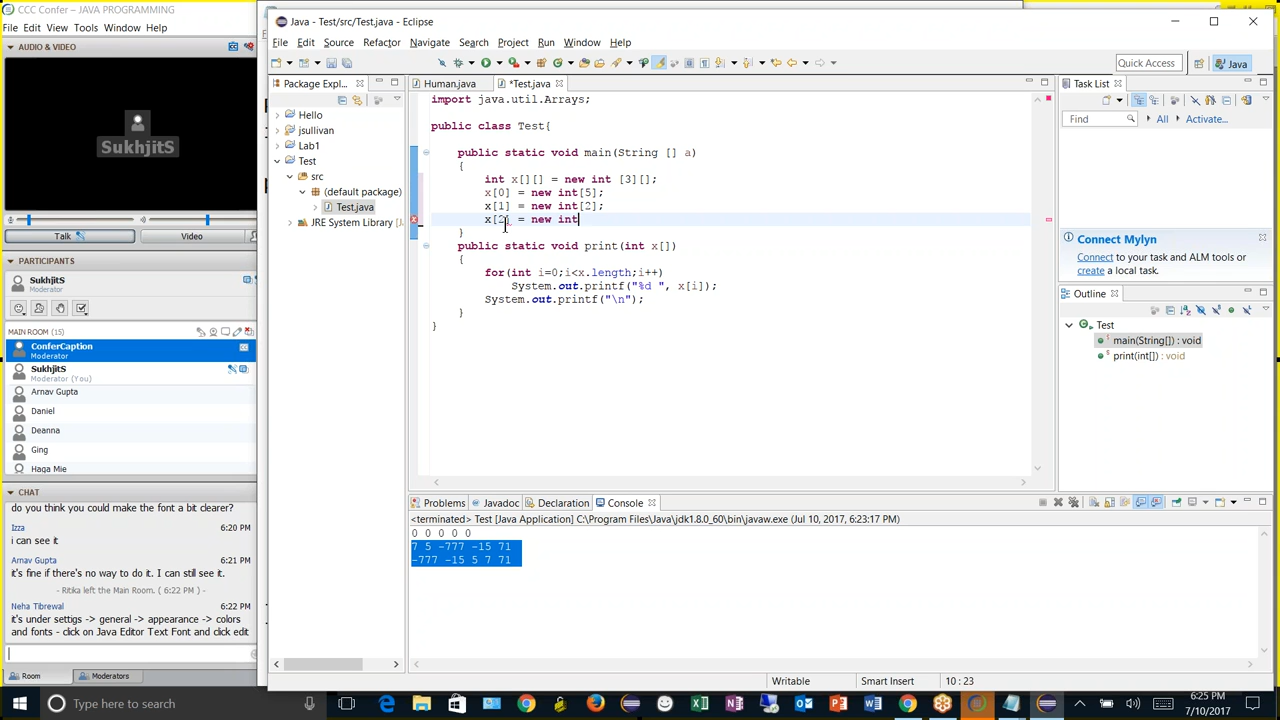 CCC Confer – JAVA PROGRAMMING
File Edit View Tools Window Help
AUDIO & VIDEO
SukhjitS
Talk
Video
PARTICIPANTS
SukhjitS
Moderator
MAIN ROOM (15)
ConferCaption
Moderator
SukhjitS
Moderator (You)
Arnav Gupta
Daniel
Deanna
Ging
Haga Mie
CHAT
do you think you could make the font a bit clearer?
Izza 6:20 PM
i can see it
Arnav Gupta 6:21 PM
it's fine if there's no way to do it. I can still see it.
- Ritika left the Main Room. ( 6:22 PM ) -
Neha Tibrewal 6:22 PM
it's under settigs -> general -> appearance -> colors
and fonts - click on Java Editor Text Font and click edit
Room
Moderators
Java - Test/src/Test.java - Eclipse
File Edit Source Refactor Navigate Search Project Run Window Help
Quick Access
Java
Package Expl...
Hello
jsullivan
Lab1
Test
src
(default package)
Test.java
JRE System Library [Ja
Human.java
*Test.java
import java.util.Arrays;
public class Test{
public static void main(String [] a)
{
int x[][] = new int [3][];
x[0] = new int[5];
x[1] = new int[2];
x[2] = new int
}
public static void print(int x[])
{
for(int i=0;i<x.length;i++)
System.out.printf("%d ", x[i]);
System.out.printf("\n");
}
}
Task List
Find
All
Activate...
Connect Mylyn
Connect to your task and ALM tools or
create a local task.
Outline
Test
main(String[]) : void
print(int[]) : void
Problems
Javadoc
Declaration
Console
<terminated> Test [Java Application] C:\Program Files\Java\jdk1.8.0_60\bin\javaw.exe (Jul 10, 2017, 6:23:17 PM)
0 0 0 0 0
7 5 -777 -15 71
-777 -15 5 7 71
Writable
Smart Insert
10 : 23
Type here to search
6:25 PM
7/10/2017